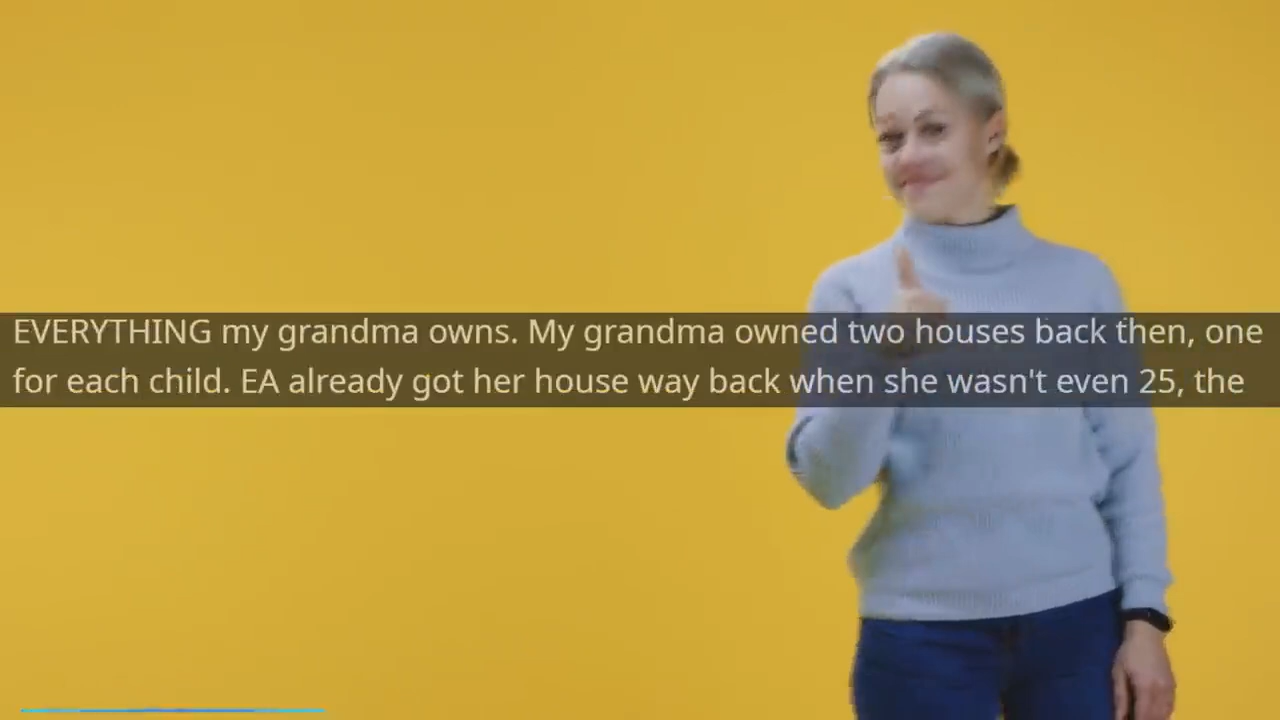 EVERYTHING my grandma owns. My grandma owned two houses back then, one
for each child. EA already got her house way back when she wasn't even 25, the